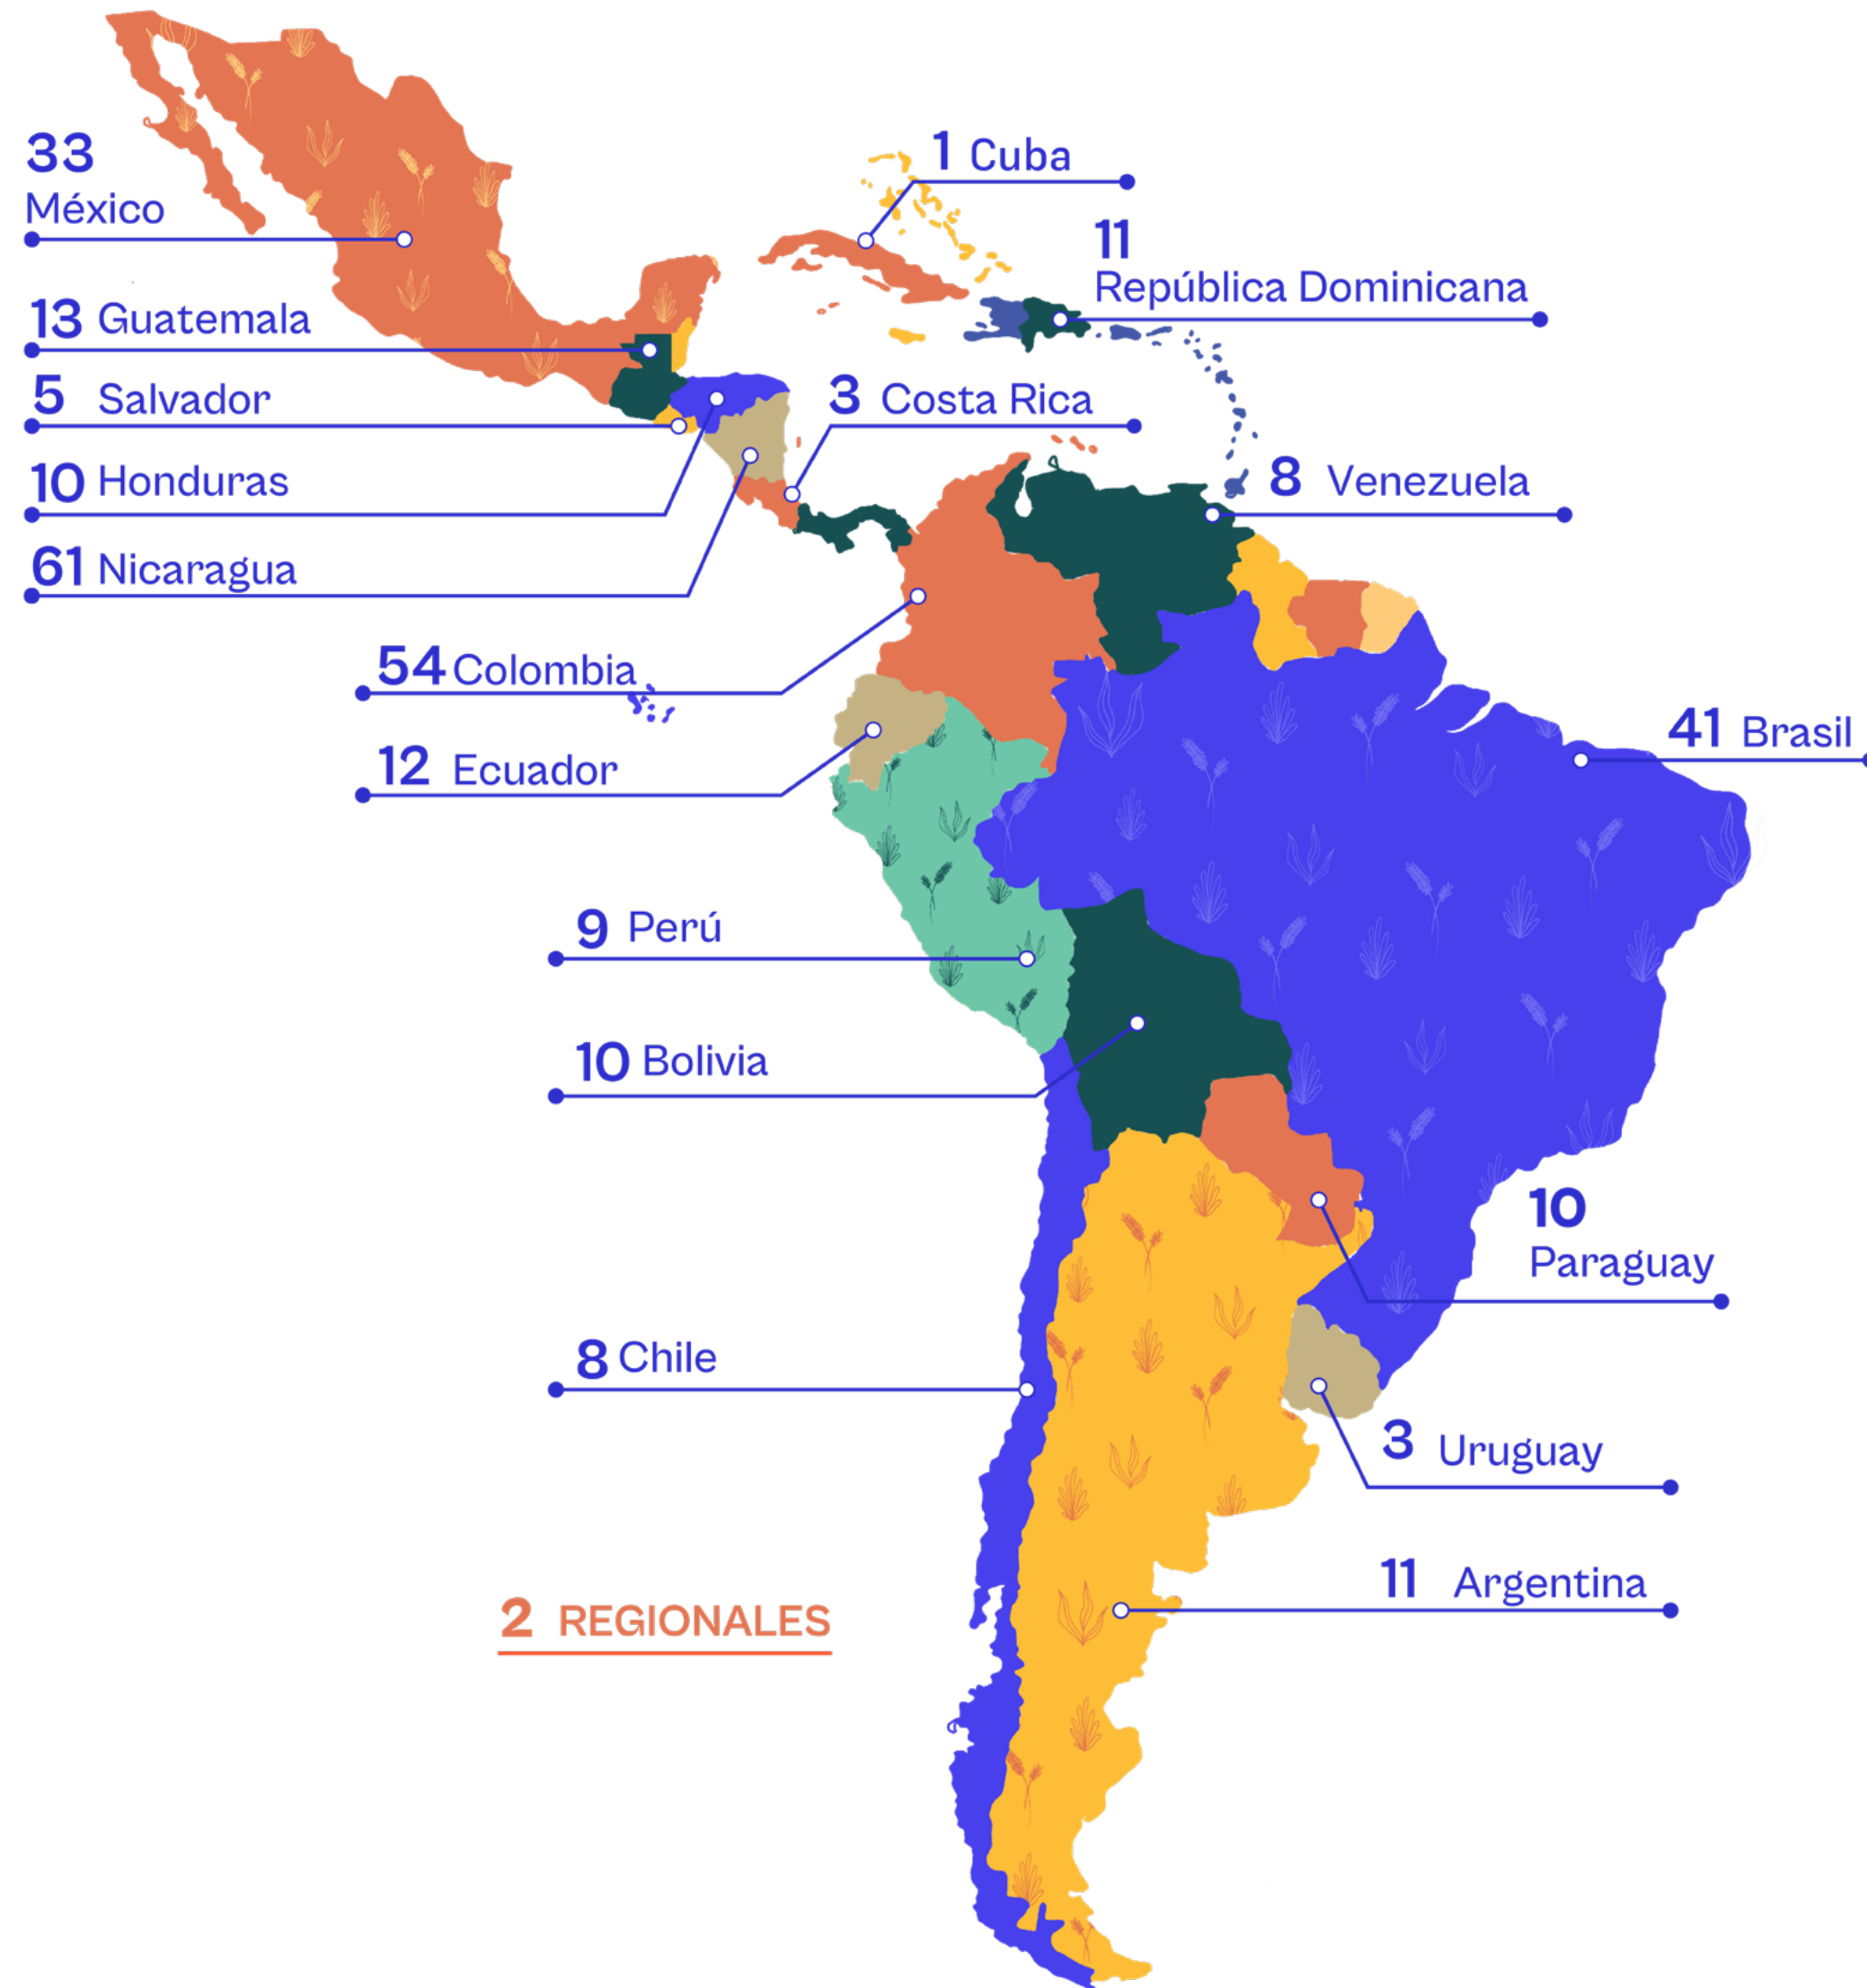 33
México
1 Cuba
11
República Dominicana
13 Guatemala
5 Salvador
3 Costa Rica
10 Honduras
8 Venezuela
61 Nicaragua
54 Colombia
41 Brasil
12 Ecuador
9 Perú
10 Bolivia
10
Paraguay
8 Chile
3 Uruguay
11 Argentina
2 REGIONALES